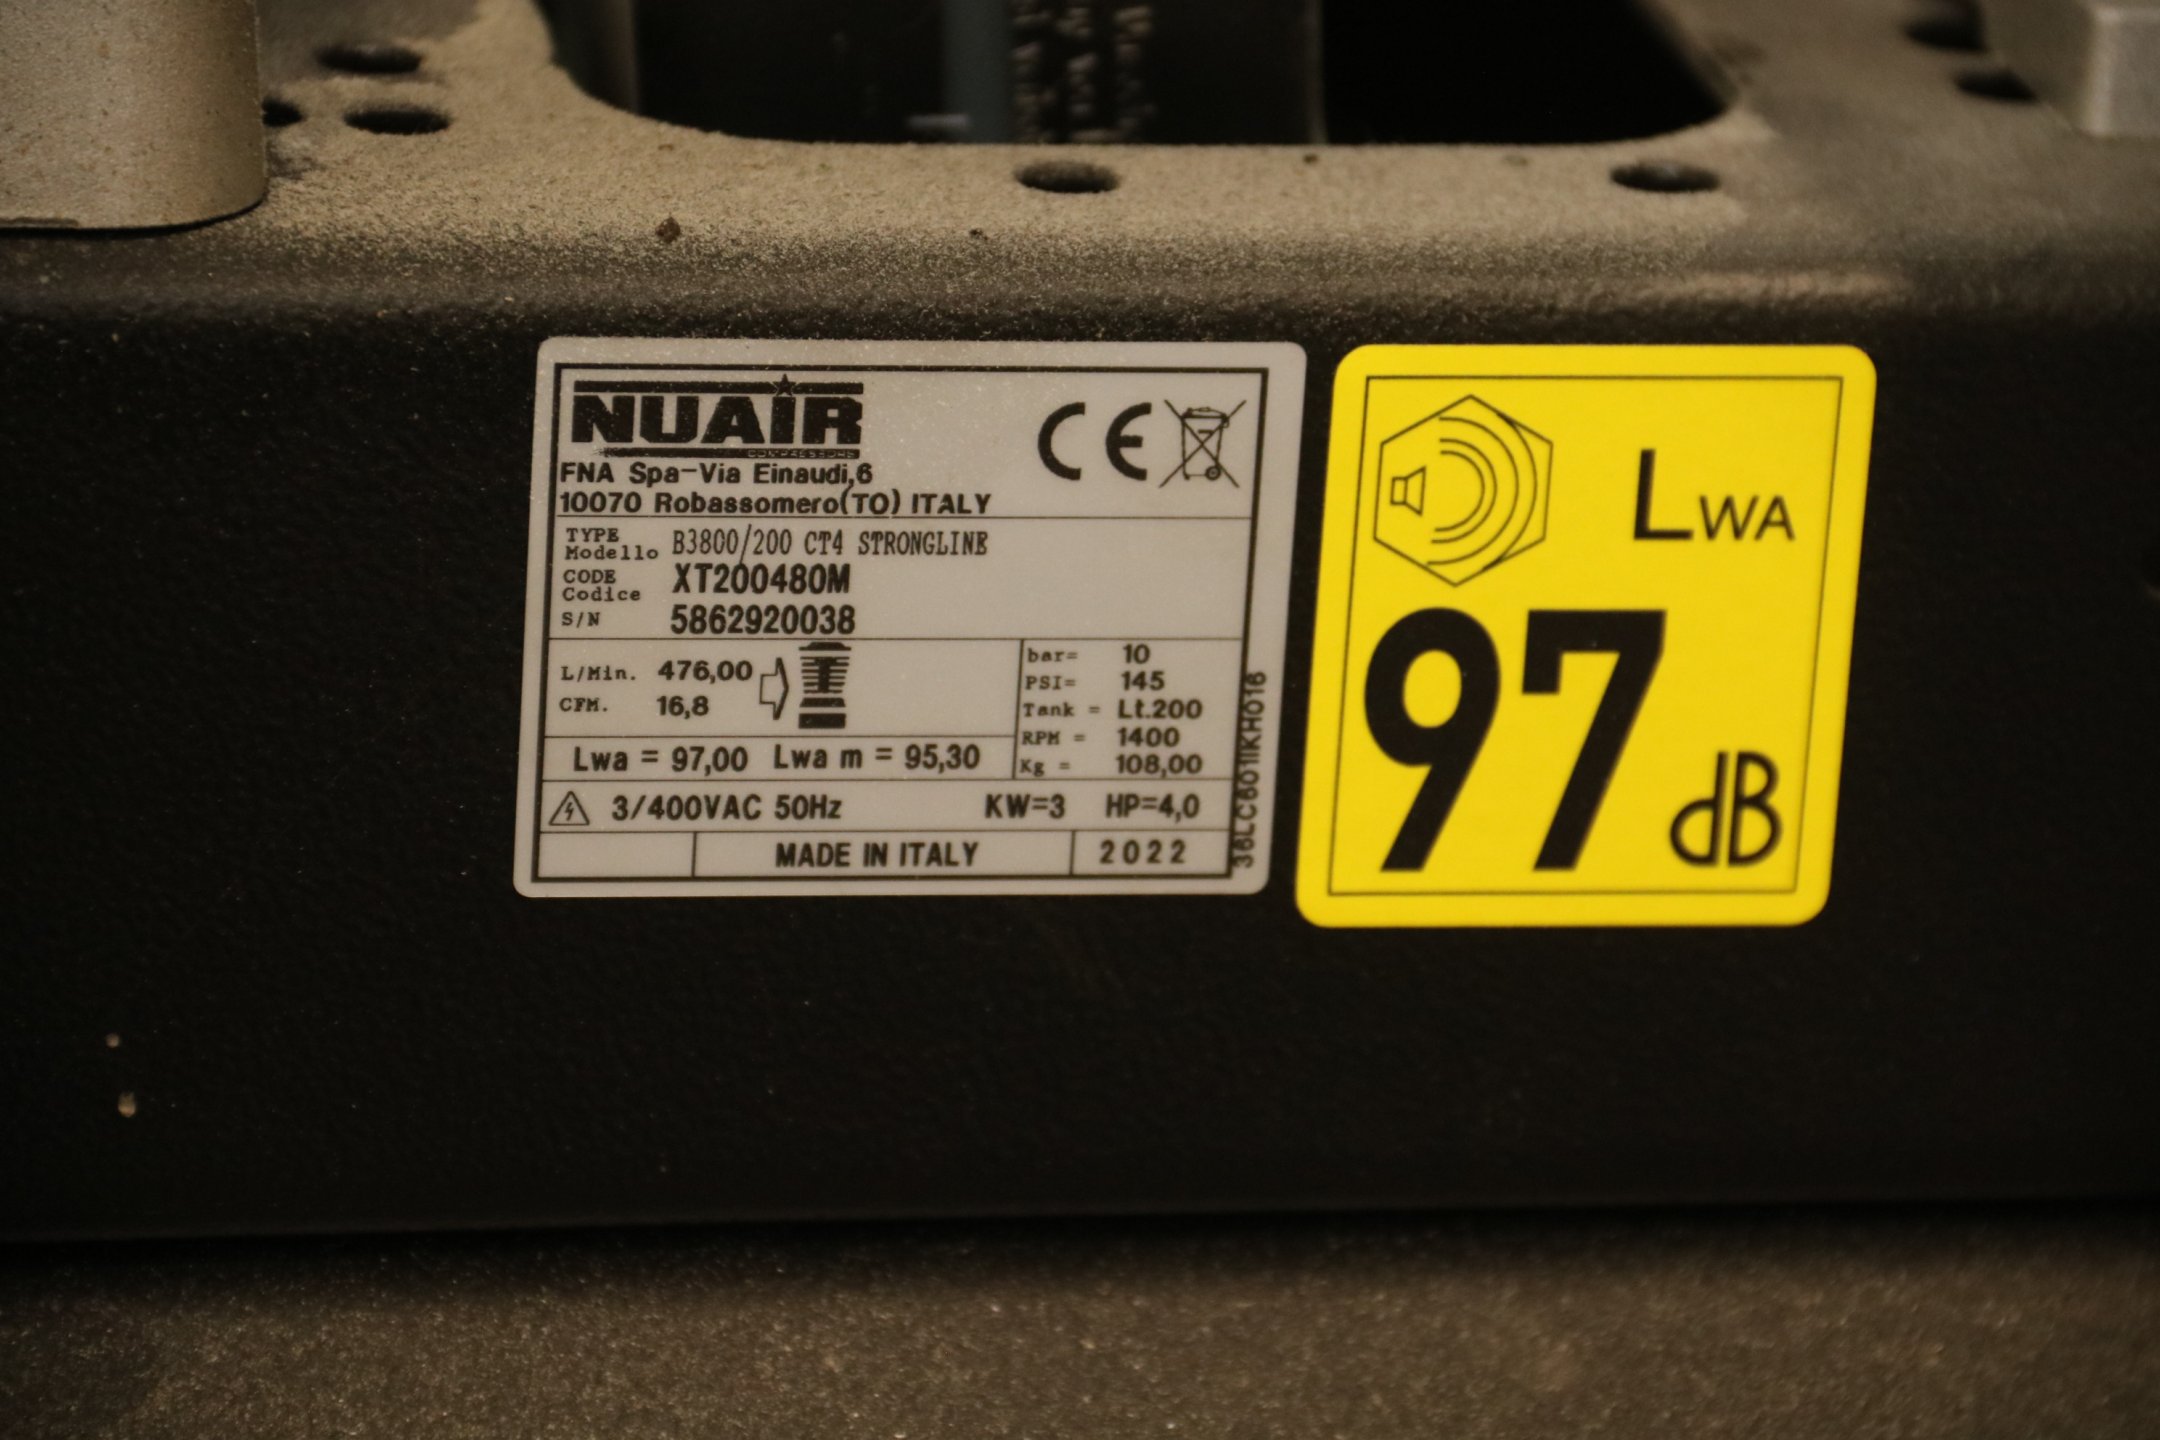 NUAIR
COMPRESSORS
FNA Spa-Via Einaudi,6
10070 Robassomero(TO) ITALY
CE
TYPE
Modello B3800/200 CT4 STRONGLINE
CODE
Codice XT200480M
S/N 5862920038
L/Min. 476,00
CFM. 16,8
bar= 10
PSI= 145
Tank = Lt.200
RPM = 1400
Kg = 108,00
Lwa = 97,00 Lwa m = 95,30
3/400VAC 50Hz KW=3 HP=4,0
MADE IN ITALY 2022
LWA
97 dB